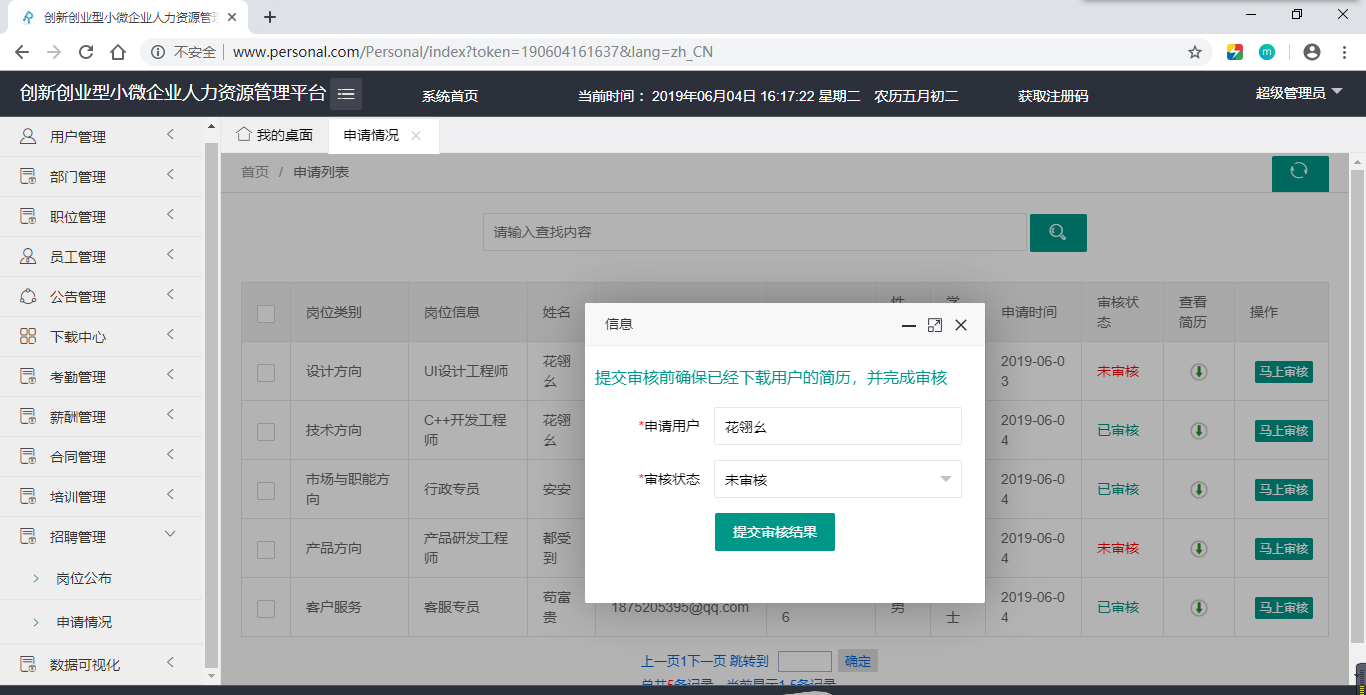 创新创业型小微企业人力资源管理
不安全 www.personal.com/Personal/index?token=190604161637&lang=zh_CN
创新创业型小微企业人力资源管理平台 系统首页 当前时间：2019年06月04日 16:17:22 星期二 农历五月初二 获取注册码 超级管理员
用户管理
部门管理
职位管理
员工管理
公告管理
下载中心
考勤管理
薪酬管理
合同管理
培训管理
招聘管理
岗位公布
申请情况
数据可视化
我的桌面 申请情况
首页 / 申请列表
请输入查找内容
岗位类别 岗位信息 姓名 性 学 申请时间 审核状态 查看简历 操作
设计方向 UI设计工程师 花翎幺 2019-06-03 未审核 马上审核
技术方向 C++开发工程师 花翎幺 2019-06-04 已审核 马上审核
市场与职能方向 行政专员 安安 2019-06-04 已审核 马上审核
产品方向 产品研发工程师 都受到 2019-06-04 未审核 马上审核
客户服务 客服专员 苟富贵 1875205395@qq.com 6 男 士 2019-06-04 已审核 马上审核
信息
提交审核前确保已经下载用户的简历，并完成审核
*申请用户 花翎幺
*审核状态 未审核
提交审核结果
上一页1下一页 跳转到 确定
总共5条记录 当前显示1-5条记录